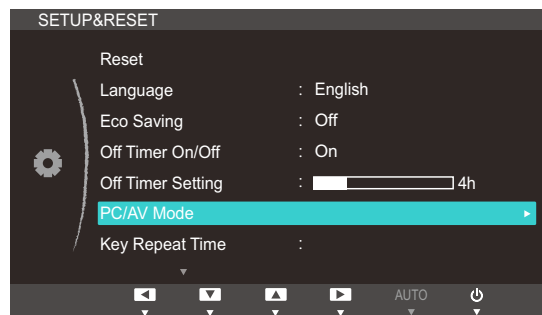 SETUP&RESET
Reset
Language : English
Eco Saving : Off
Off Timer On/Off : On
Off Timer Setting : 4h
PC/AV Mode
Key Repeat Time :
AUTO